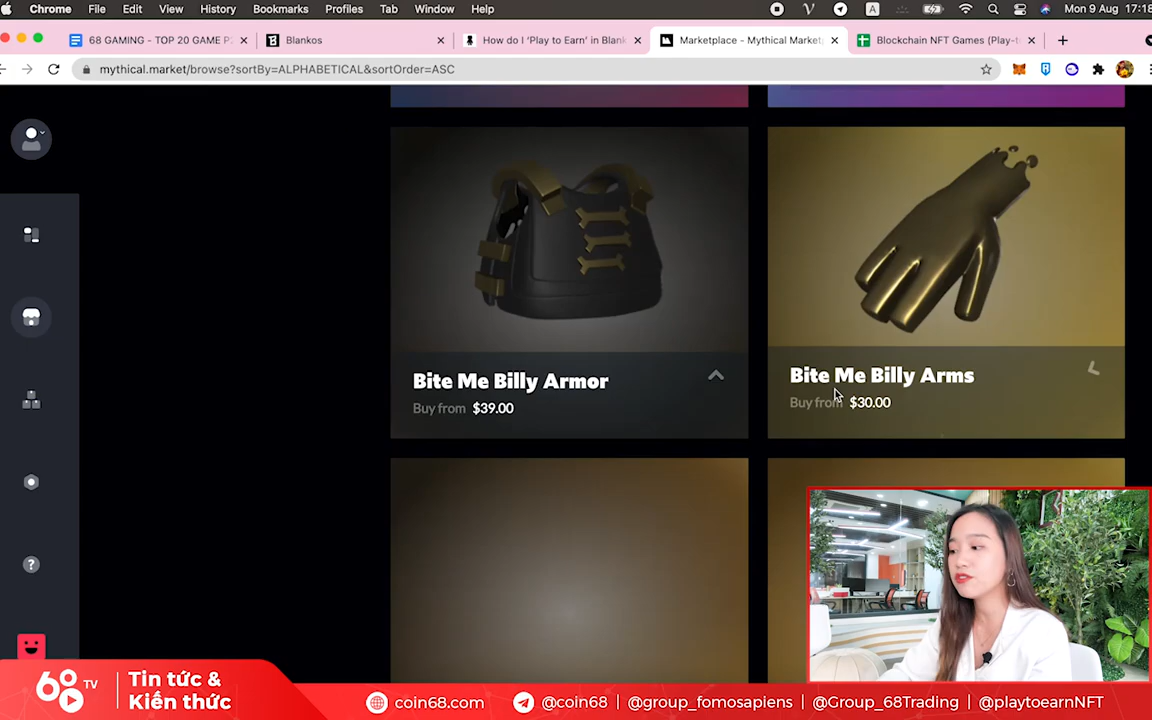 Chrome File Edit View History Bookmarks Profiles Tab Window Help
Mon 9 Aug 17:18
68 GAMING - TOP 20 GAME P
Blankos
How do I ‘Play to Earn’ in Blank
Marketplace - Mythical Market
Blockchain NFT Games (Play-to
mythical.market/browse?sortBy=ALPHABETICAL&sortOrder=ASC
Bite Me Billy Armor
Buy from $39.00
Bite Me Billy Arms
Buy from $30.00
68 TV
Tin tức &
Kiến thức
coin68.com
@coin68 | @group_fomosapiens | @Group_68Trading | @playtoearnNFT